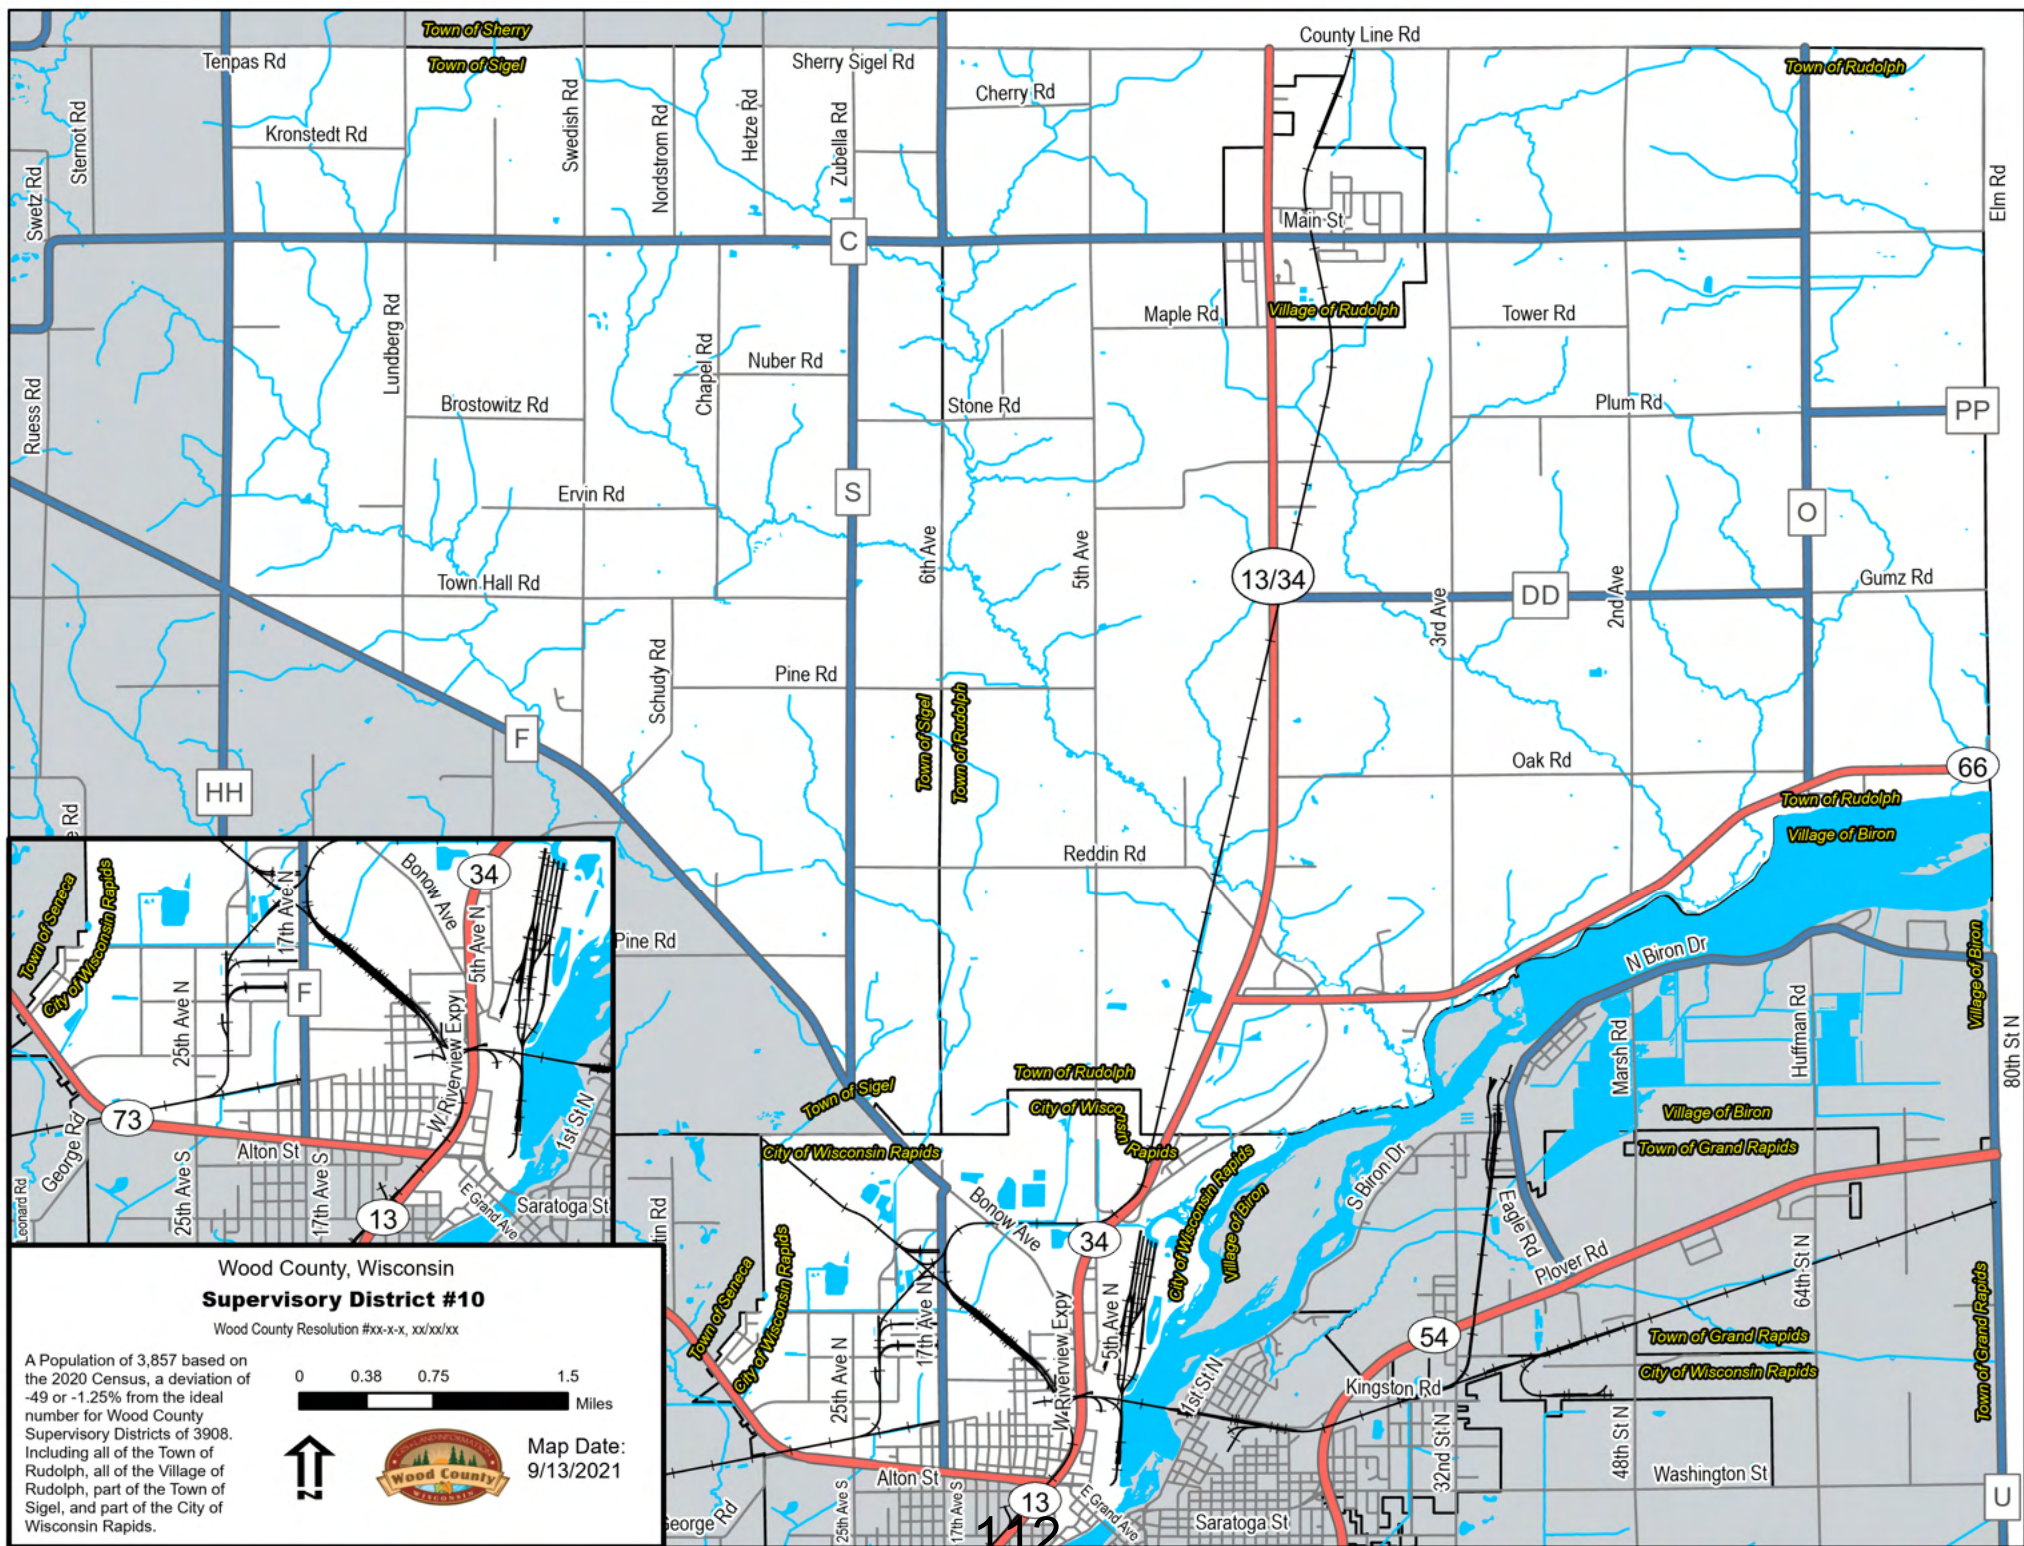 Town of Sherry
County Line Rd
Tenpas Rd
Town of Sigel
Sherry Sigel Rd
Town of Rudolph
Cherry Rd
Sternot Rd
Swedish Rd
Nordstrom Rd
Hetze Rd
Zubella Rd
Kronstedt Rd
Swetz Rd
Elm Rd
Main St
C
Lundberg Rd
Maple Rd
Village of Rudolph
Tower Rd
Chapel Rd
Nuber Rd
Ruess Rd
Brostowitz Rd
Stone Rd
Plum Rd
PP
Ervin Rd
S
O
6th Ave
5th Ave
13/34
Town Hall Rd
3rd Ave
DD
2nd Ave
Gumz Rd
Schudy Rd
Pine Rd
Town of Sigel
Town of Rudolph
F
Oak Rd
66
HH
Town of Rudolph
Village of Biron
e Rd
Reddin Rd
Pine Rd
N Biron Dr
Village of Biron
Marsh Rd
Huffman Rd
80th St N
Town of Rudolph
Town of Sigel
City of Wisconsin Rapids
City of Wisconsin Rapids
Village of Biron
Town of Grand Rapids
S Biron Dr
Eagle Rd
Plover Rd
64th St N
Bonow Ave
34
City of Wisconsin Rapids
Village of Biron
tin Rd
Town of Seneca
City of Wisconsin Rapids
17th Ave N
25th Ave N
W Riverview Expy
5th Ave N
1st St N
54
Town of Grand Rapids
City of Wisconsin Rapids
Town of Grand Rapids
Kingston Rd
32nd St N
48th St N
Washington St
U
Alton St
25th Ave S
17th Ave S
13
E Grand Ave
Saratoga St
George Rd
112
Town of Seneca
City of Wisconsin Rapids
17th Ave N
Bonow Ave
34
5th Ave N
F
25th Ave N
W Riverview Expy
73
George Rd
Alton St
1st St N
Leonard Rd
25th Ave S
17th Ave S
13
E Grand Ave
Saratoga St
Wood County, Wisconsin
Supervisory District #10
Wood County Resolution #xx-x-x, xx/xx/xx
A Population of 3,857 based on
the 2020 Census, a deviation of
-49 or -1.25% from the ideal
number for Wood County
Supervisory Districts of 3908.
Including all of the Town of
Rudolph, all of the Village of
Rudolph, part of the Town of
Sigel, and part of the City of
Wisconsin Rapids.
0 0.38 0.75 1.5
Miles
N
LAND INFORMATION
Wood County
WISCONSIN
Map Date:
9/13/2021